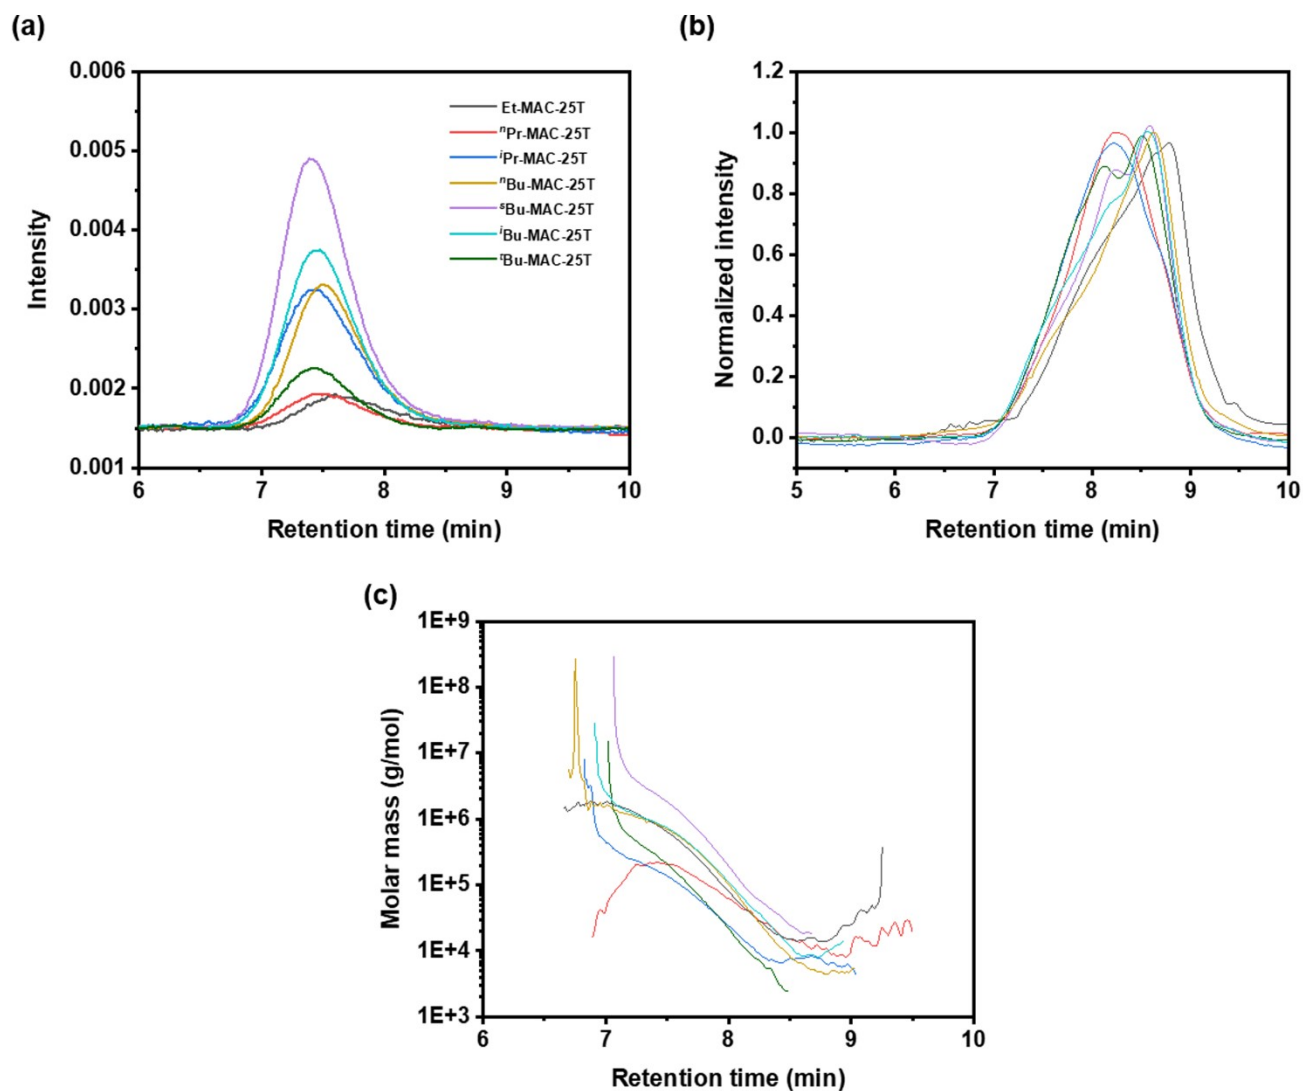 (a)
0.006
0.005
0.004
0.003
0.002
0.001
Intensity
6 7 8 9 10
Retention time (min)
Et-MAC-25T
ⁿPr-MAC-25T
ⁱPr-MAC-25T
ⁿBu-MAC-25T
ˢBu-MAC-25T
ⁱBu-MAC-25T
ᵗBu-MAC-25T
(b)
1.2
1.0
0.8
0.6
0.4
0.2
0.0
Normalized intensity
5 6 7 8 9 10
Retention time (min)
(c)
1E+9
1E+8
1E+7
1E+6
1E+5
1E+4
1E+3
Molar mass (g/mol)
6 7 8 9 10
Retention time (min)